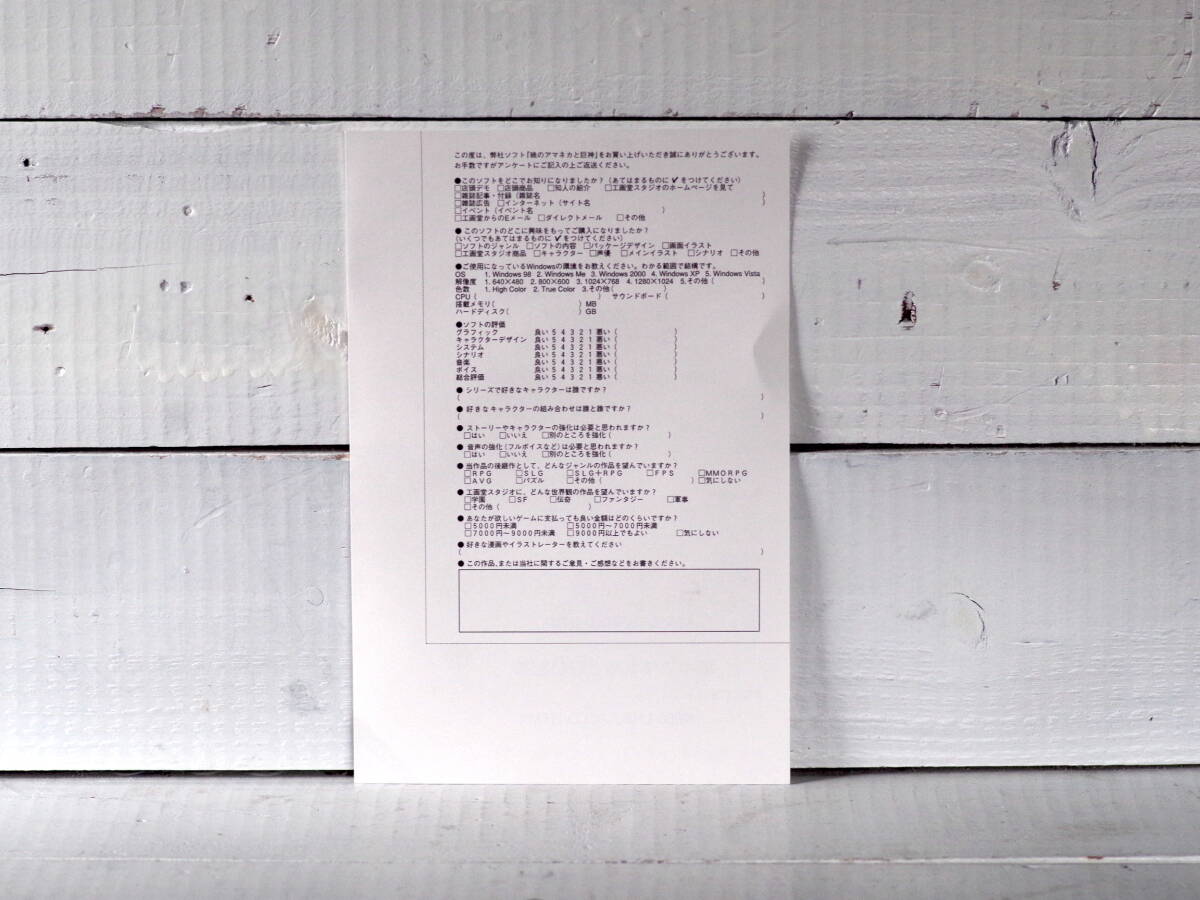 この度は、弊社ソフト「暁のアマネカと巨神」をお買い上げいただき誠にありがとうございます。
お手数ですがアンケートにご記入の上ご返送ください。
●このソフトをどこでお知りになりましたか?(あてはまるものに ✔ をつけてください)
□店頭デモ □店頭商品 □知人の紹介 □工画堂スタジオのホームページを見て
□雑誌記事・付録(雑誌名 )
□雑誌広告 □インターネット(サイト名 )
□イベント(イベント名 )
□工画堂からのEメール □ダイレクトメール □その他
● このソフトのどこに興味をもってご購入になりましたか?
(いくつでもあてはまるものに ✔ をつけてください)
□ソフトのジャンル □ソフトの内容 □パッケージデザイン □画面イラスト
□工画堂スタジオ商品 □キャラクター □声優 □メインイラスト □シナリオ □その他
●ご使用になっているWindowsの環境をお教えください。わかる範囲で結構です。
OS 1. Windows 98 2. Windows Me 3. Windows 2000 4. Windows XP 5. Windows Vista
解像度 1. 640×480 2. 800×600 3. 1024×768 4. 1280×1024 5.その他( )
色数 1. High Color 2. True Color 3.その他( )
CPU( ) サウンドボード( )
搭載メモリ( ) MB
ハードディスク( ) GB
●ソフトの評価
グラフィック 良い 5 4 3 2 1 悪い ( )
キャラクターデザイン 良い 5 4 3 2 1 悪い ( )
システム 良い 5 4 3 2 1 悪い ( )
シナリオ 良い 5 4 3 2 1 悪い ( )
音楽 良い 5 4 3 2 1 悪い ( )
ボイス 良い 5 4 3 2 1 悪い ( )
総合評価 良い 5 4 3 2 1 悪い ( )
● シリーズで好きなキャラクターは誰ですか?
( )
● 好きなキャラクターの組み合わせは誰と誰ですか?
( )
● ストーリーやキャラクターの強化は必要と思われますか?
□はい □いいえ □別のところを強化( )
● 音声の強化(フルボイスなど)は必要と思われますか?
□はい □いいえ □別のところを強化( )
● 当作品の後継作として、どんなジャンルの作品を望んでいますか?
□RPG □SLG □SLG+RPG □FPS □MMORPG
□AVG □パズル □その他( ) □気にしない
● 工画堂スタジオに、どんな世界観の作品を望んでいますか?
□学園 □SF □伝奇 □ファンタジー □軍事
□その他( )
● あなたが欲しいゲームに支払っても良い金額はどのくらいですか?
□5000円未満 □5000円~7000円未満
□7000円~9000円未満 □9000円以上でもよい □気にしない
● 好きな漫画やイラストレーターを教えてください
( )
● この作品、または当社に関するご意見・ご感想などをお書きください。